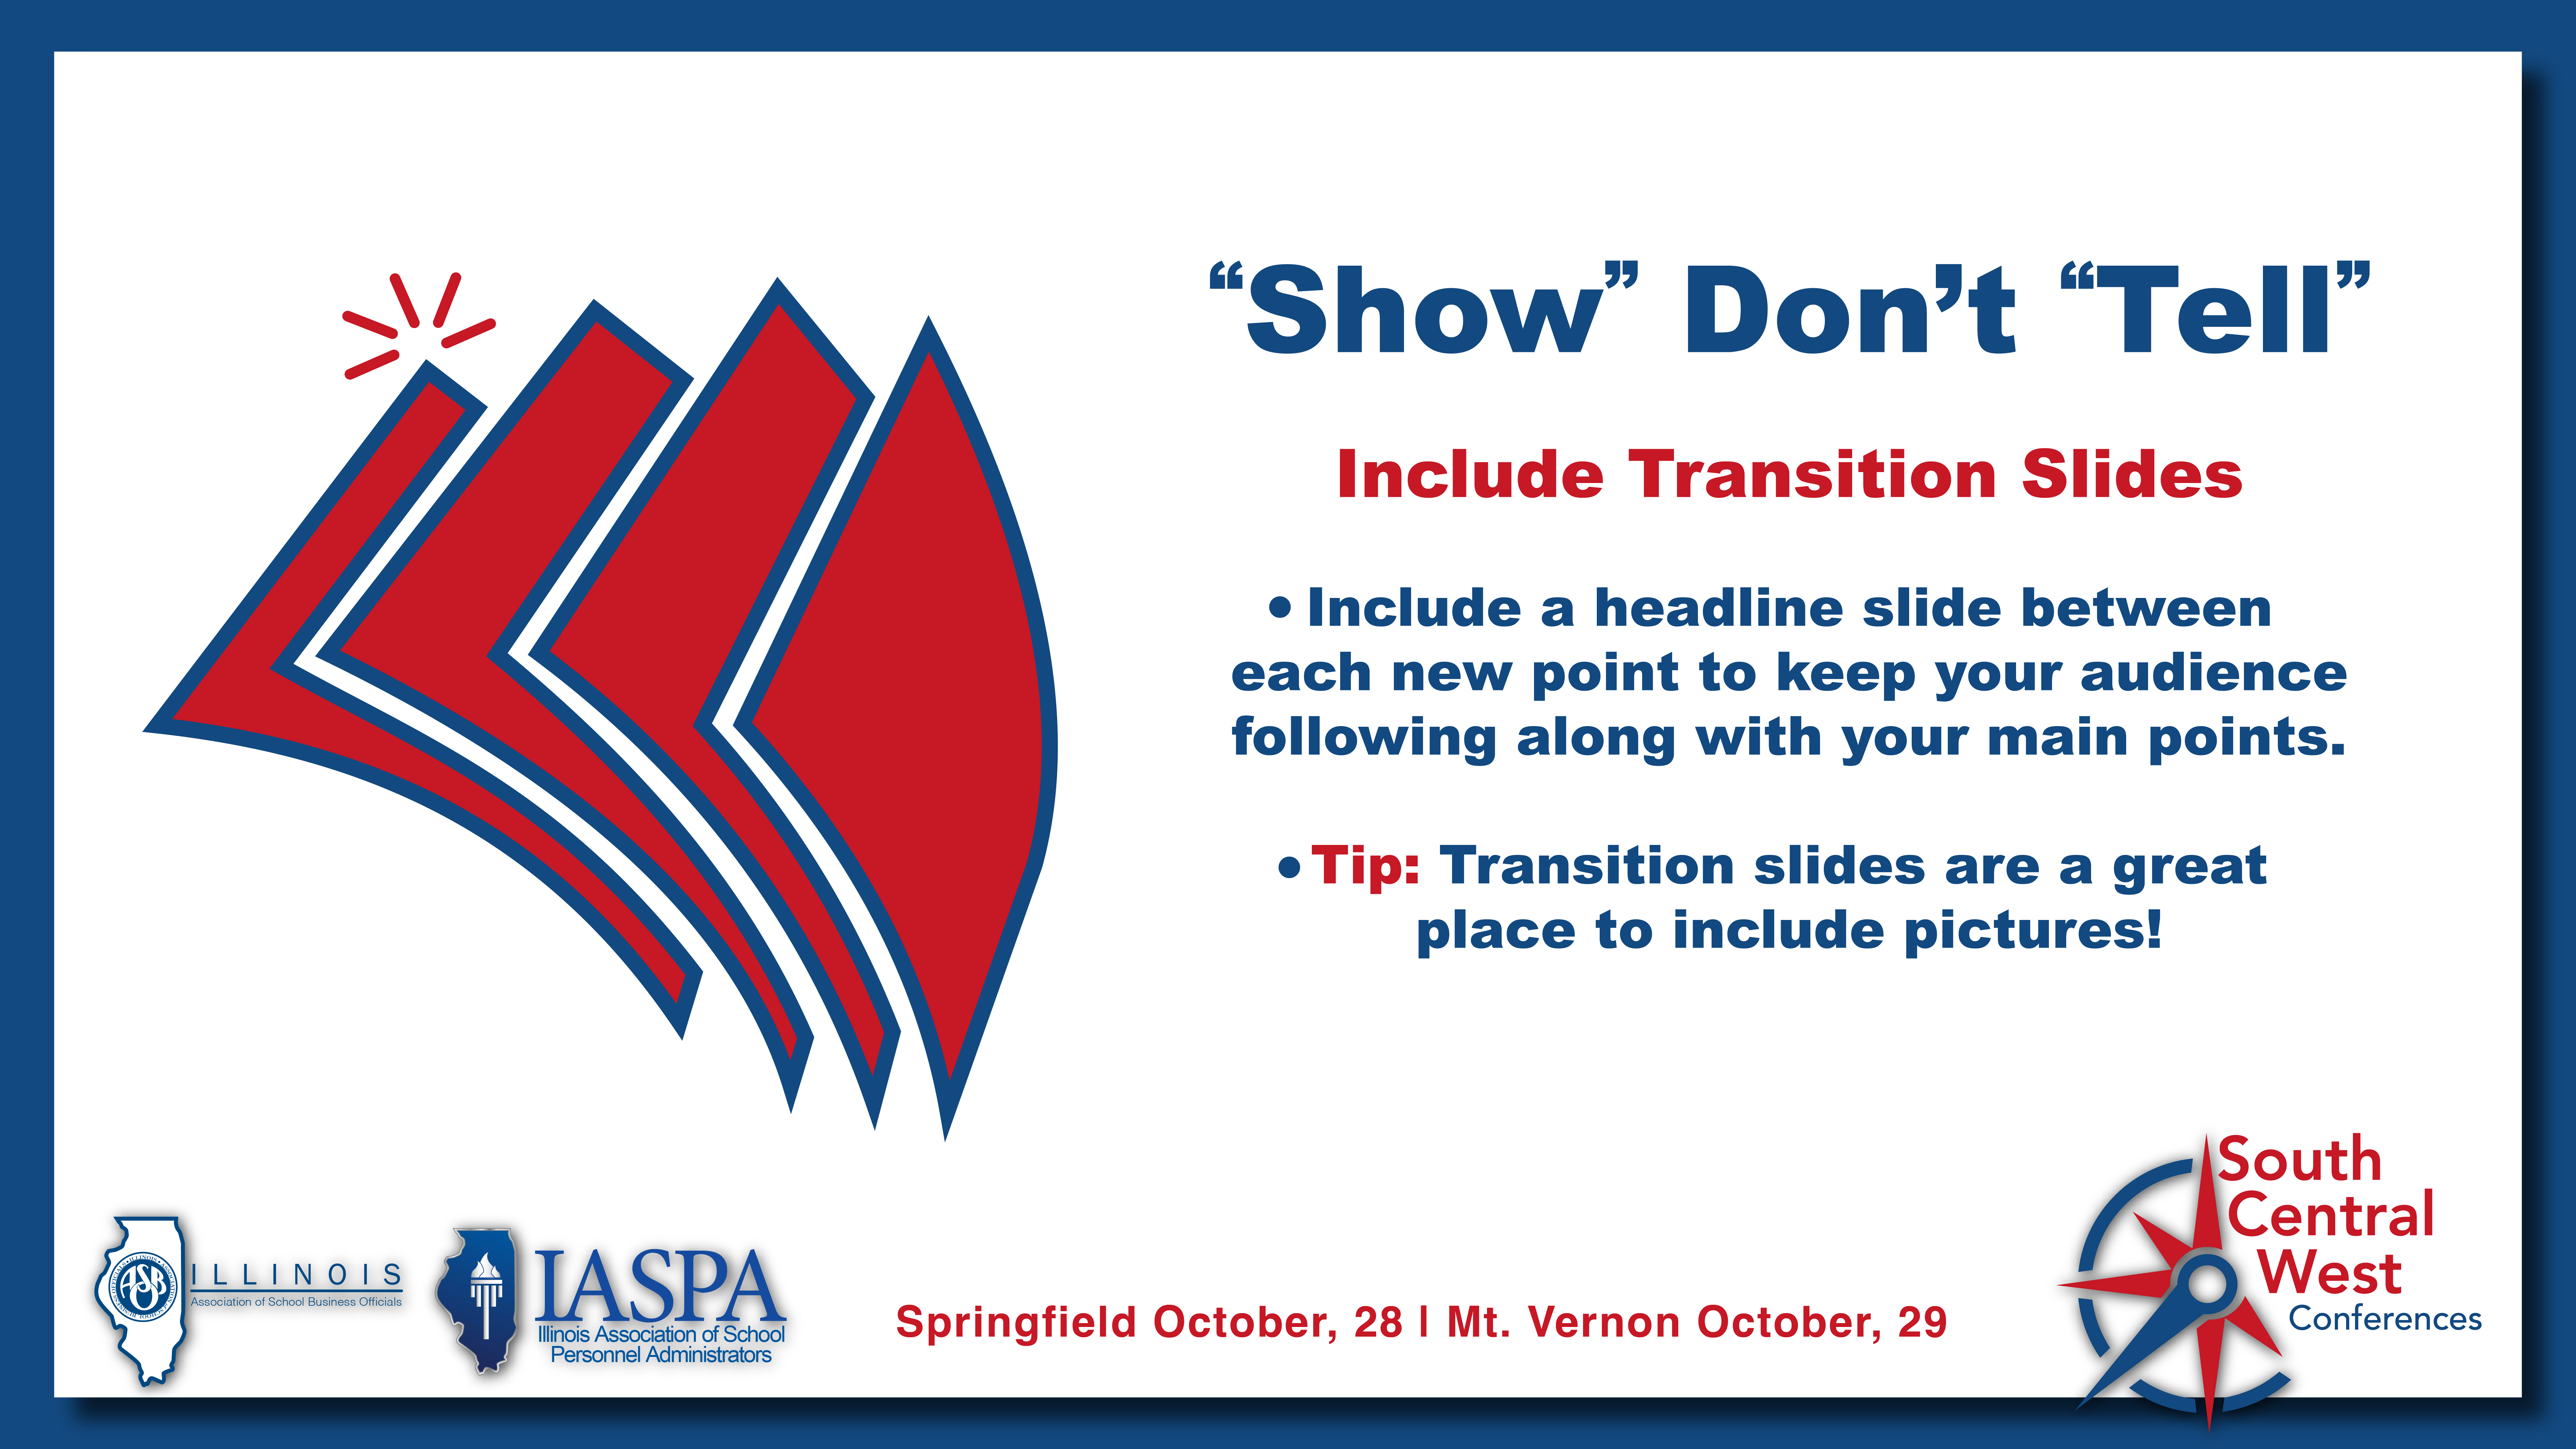 “Show” Don’t “Tell”
Include Transition Slides
• Include a headline slide between
each new point to keep your audience
following along with your main points.
• Tip: Transition slides are a great
place to include pictures!
ASBO
ILLINOIS
Association of School Business Officials
IASPA
Illinois Association of School
Personnel Administrators
Springfield October, 28 | Mt. Vernon October, 29
South
Central
West
Conferences